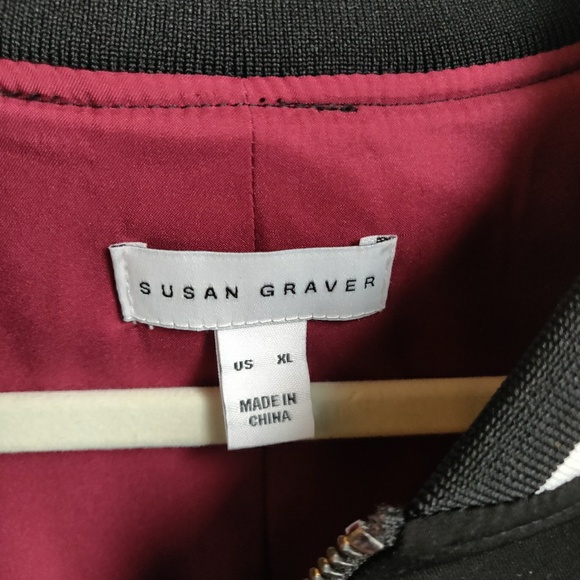 SUSAN GRAVER
US XL
MADE IN
CHINA